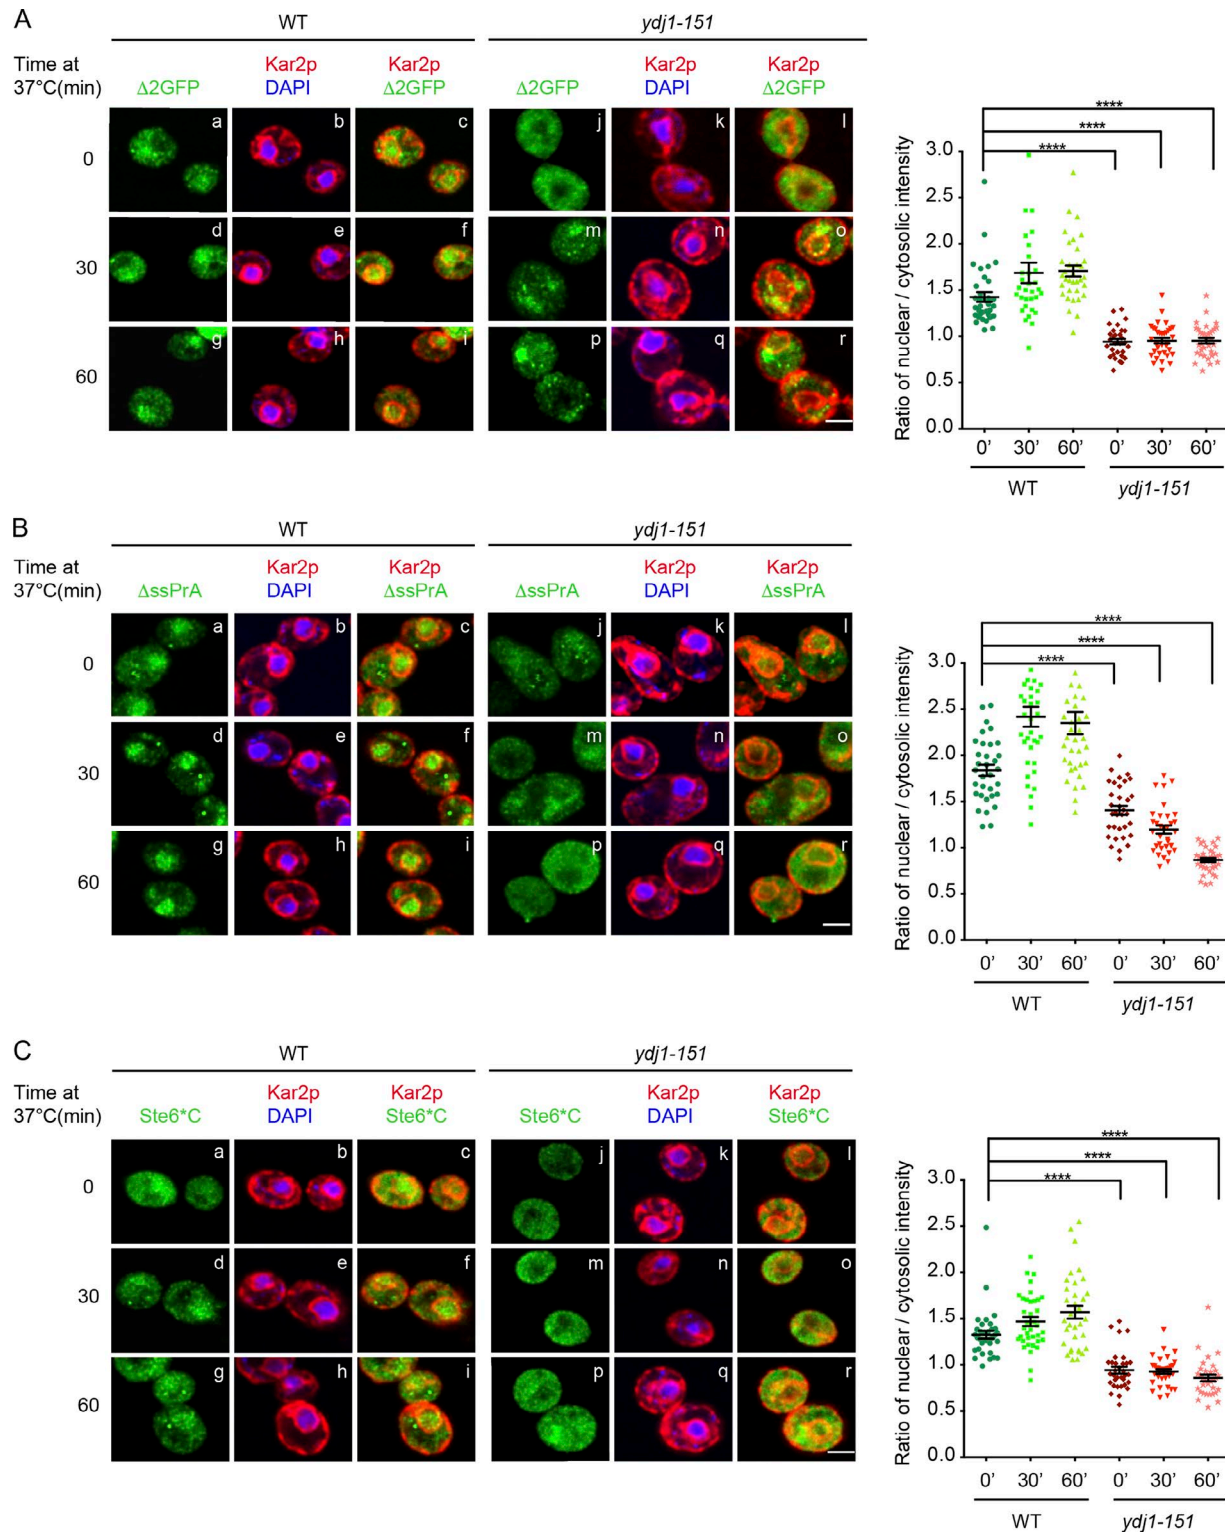 A
WT
ydj1-151
Time at
37°C(min)
Δ2GFP
Kar2p
DAPI
Kar2p
Δ2GFP
Δ2GFP
Kar2p
DAPI
Kar2p
Δ2GFP
0
a
b
c
j
k
l
30
d
e
f
m
n
o
60
g
h
i
p
q
r
Ratio of nuclear / cytosolic intensity
****
****
****
3.0
2.5
2.0
1.5
1.0
0.5
0.0
0’ 30’ 60’ 0’ 30’ 60’
WT ydj1-151
B
WT
ydj1-151
Time at
37°C(min)
ΔssPrA
Kar2p
DAPI
Kar2p
ΔssPrA
ΔssPrA
Kar2p
DAPI
Kar2p
ΔssPrA
0
a
b
c
j
k
l
30
d
e
f
m
n
o
60
g
h
i
p
q
r
Ratio of nuclear / cytosolic intensity
****
****
****
3.0
2.5
2.0
1.5
1.0
0.5
0.0
0’ 30’ 60’ 0’ 30’ 60’
WT ydj1-151
C
WT
ydj1-151
Time at
37°C(min)
Ste6*C
Kar2p
DAPI
Kar2p
Ste6*C
Ste6*C
Kar2p
DAPI
Kar2p
Ste6*C
0
a
b
c
j
k
l
30
d
e
f
m
n
o
60
g
h
i
p
q
r
Ratio of nuclear / cytosolic intensity
****
****
****
3.0
2.5
2.0
1.5
1.0
0.5
0.0
0’ 30’ 60’ 0’ 30’ 60’
WT ydj1-151